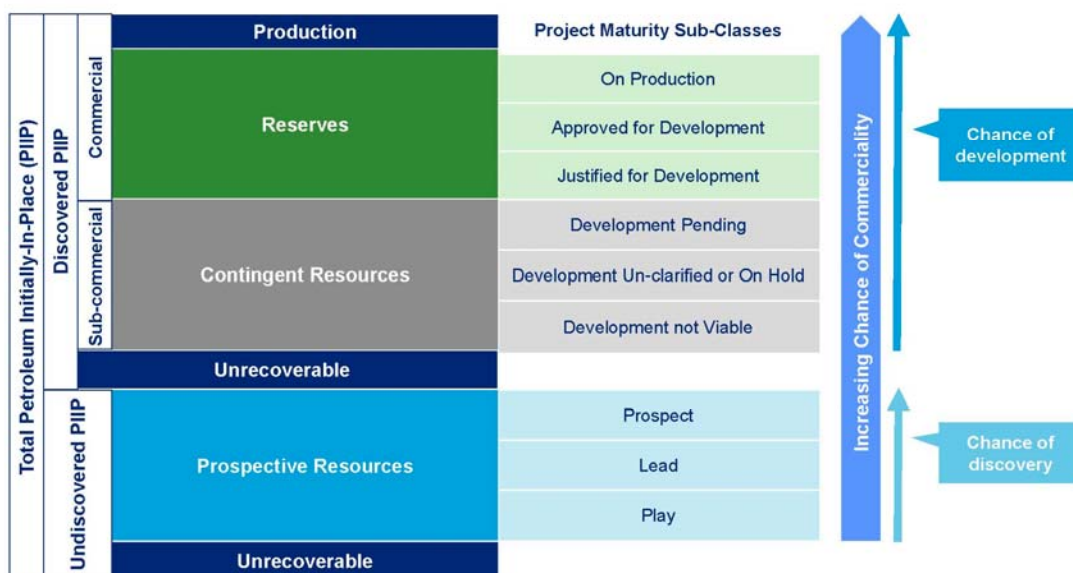 Total Petroleum Initially-In-Place (PIIP)
Discovered PIIP
Undiscovered PIIP
Commercial
Sub-commercial
Production
Reserves
Contingent Resources
Unrecoverable
Prospective Resources
Unrecoverable
Project Maturity Sub-Classes
On Production
Approved for Development
Justified for Development
Development Pending
Development Un-clarified or On Hold
Development not Viable
Prospect
Lead
Play
Increasing Chance of Commerciality
Chance of
development
Chance of
discovery